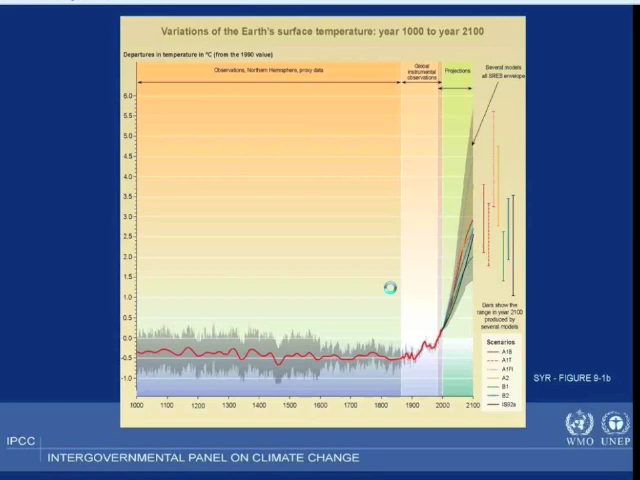 Variations of the Earth's surface temperature: year 1000 to year 2100
Departures in temperature in °C (from the 1990 value)
Observations, Northern Hemisphere, proxy data
Global
instrumental
observations
Projections
Several models
all SRES envelope
6.0
5.5
5.0
4.5
4.0
3.5
3.0
2.5
2.0
1.5
1.0
0.5
0.0
-0.5
-1.0
1000 1100 1200 1300 1400 1500 1600 1700 1800 1900 2000 2100
Bars show the
range in year 2100
produced by
several models
Scenarios
A1B
A1T
A1FI
A2
B1
B2
IS92a
SYR - FIGURE 9-1b
WMO UNEP
IPCC
INTERGOVERNMENTAL PANEL ON CLIMATE CHANGE